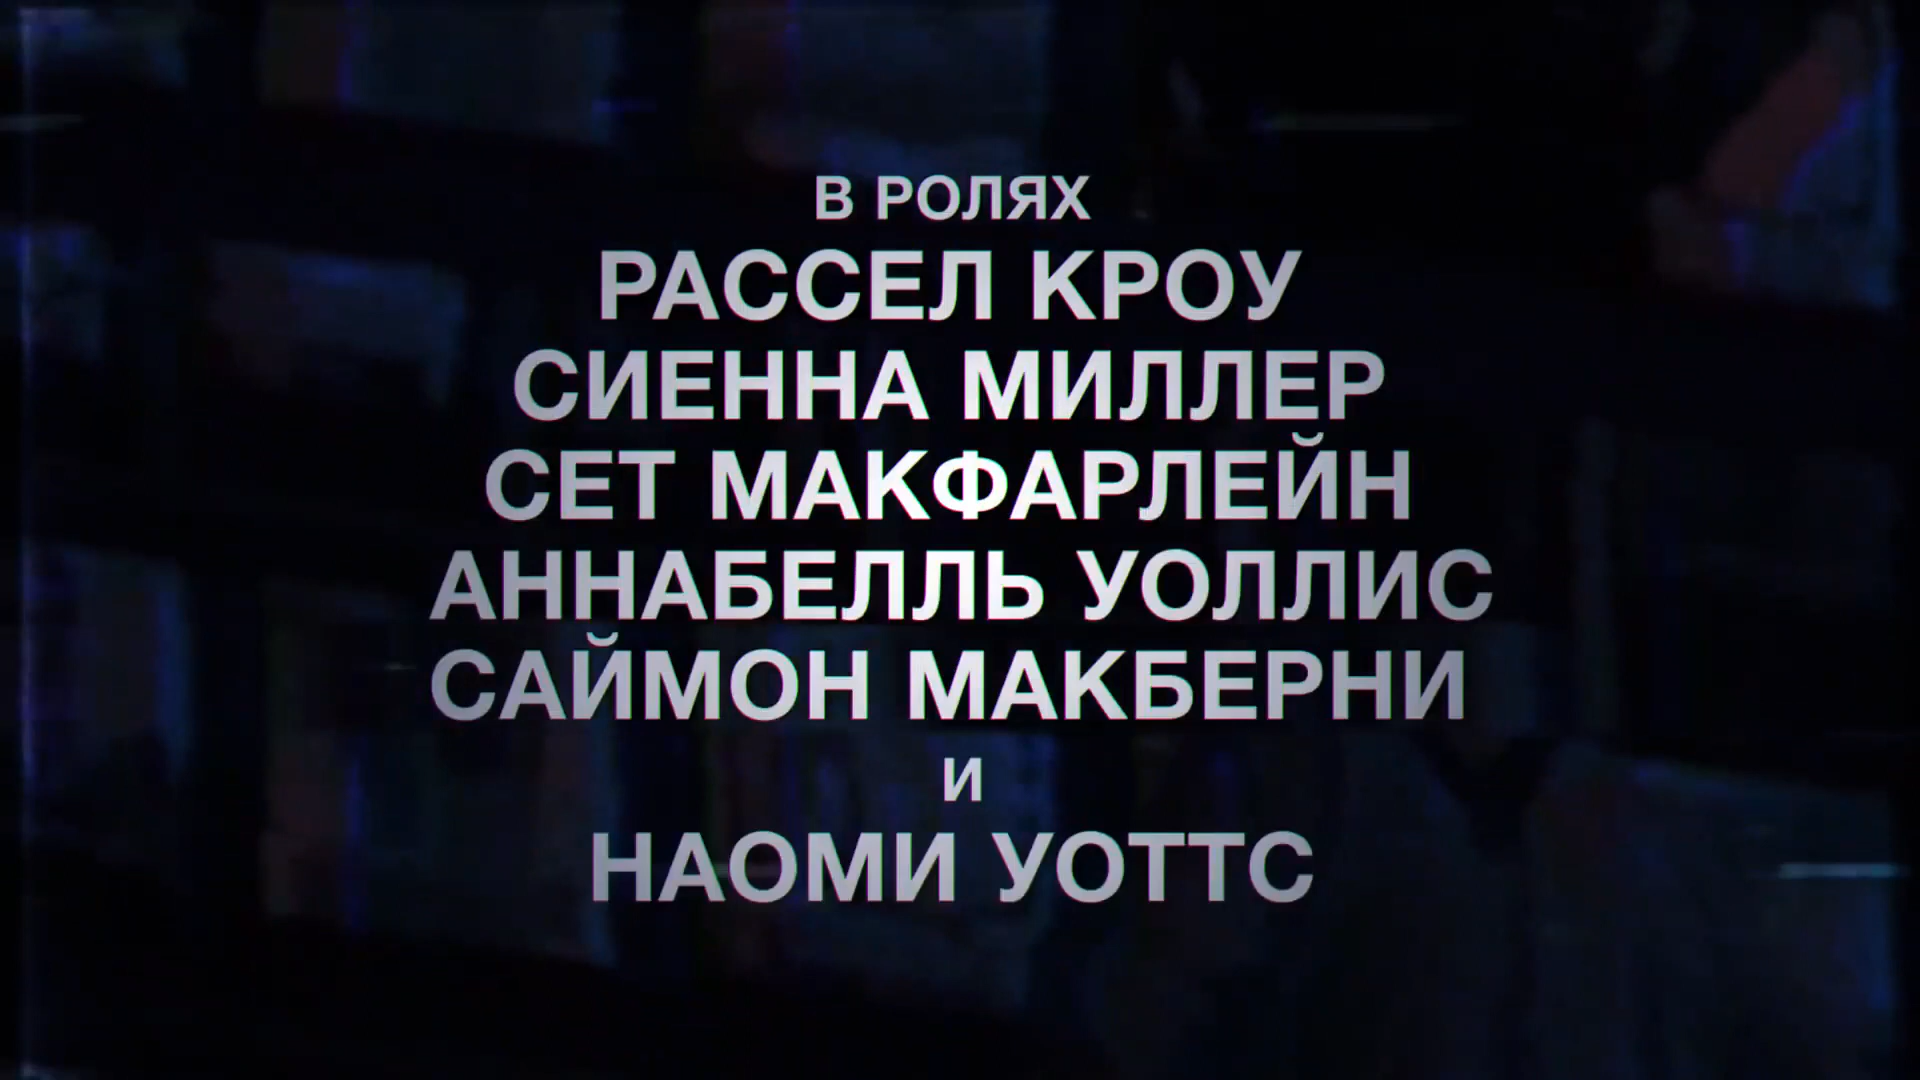 В РОЛЯХ
РАССЕЛ КРОУ
СИЕННА МИЛЛЕР
СЕТ МАКФАРЛЕЙН
АННАБЕЛЛЬ УОЛЛИС
САЙМОН МАКБЕРНИ
И
НАОМИ УОТТС